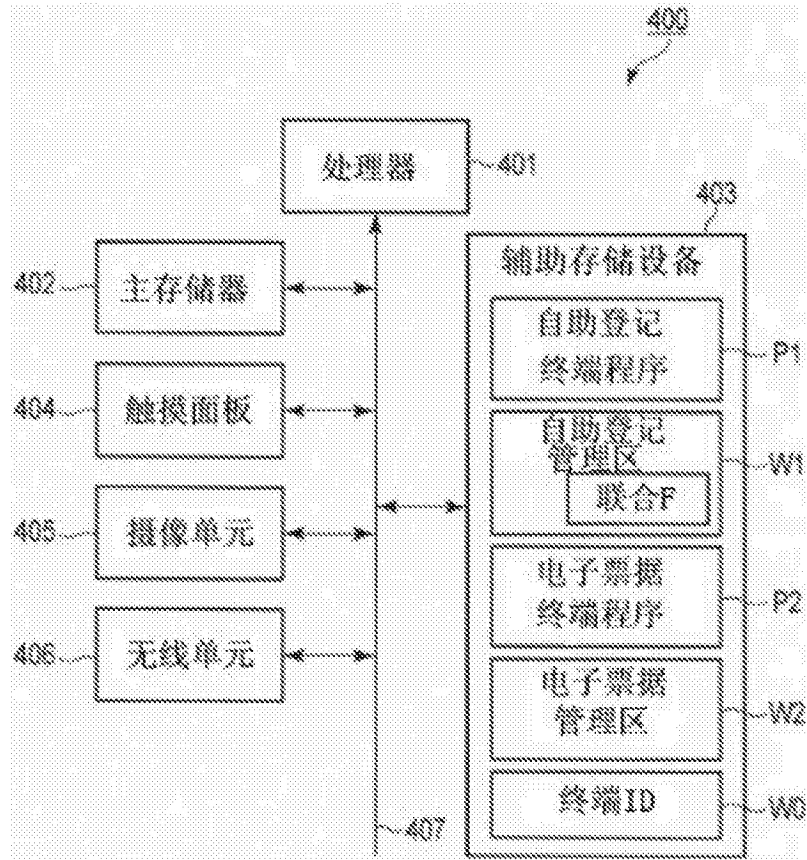 400
处理器
401
403
402
主存储器
辅助存储设备
自助登记
终端程序
P1
404
触摸面板
自助登记
管理区
联合F
W1
405
摄像单元
电子票据
终端程序
P2
406
无线单元
电子票据
管理区
W2
终端ID
W0
407